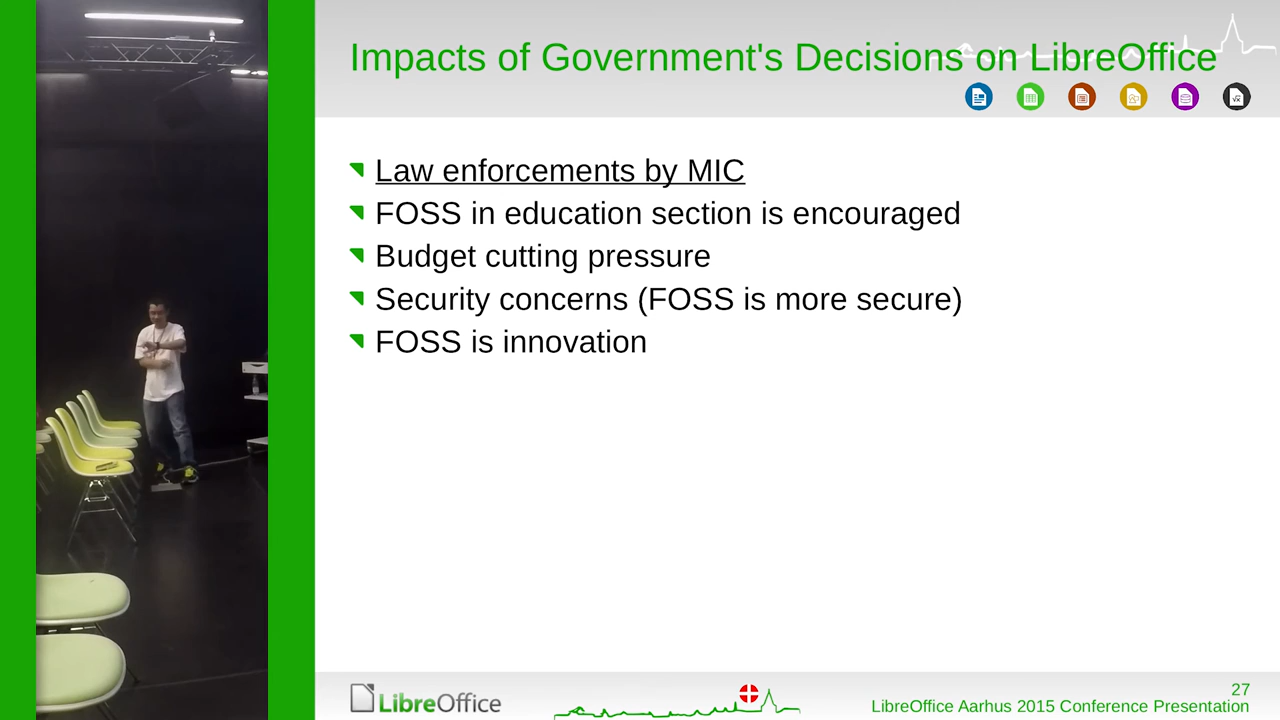 Impacts of Government's Decisions on LibreOffice
Law enforcements by MIC
FOSS in education section is encouraged
Budget cutting pressure
Security concerns (FOSS is more secure)
FOSS is innovation
LibreOffice
27
LibreOffice Aarhus 2015 Conference Presentation